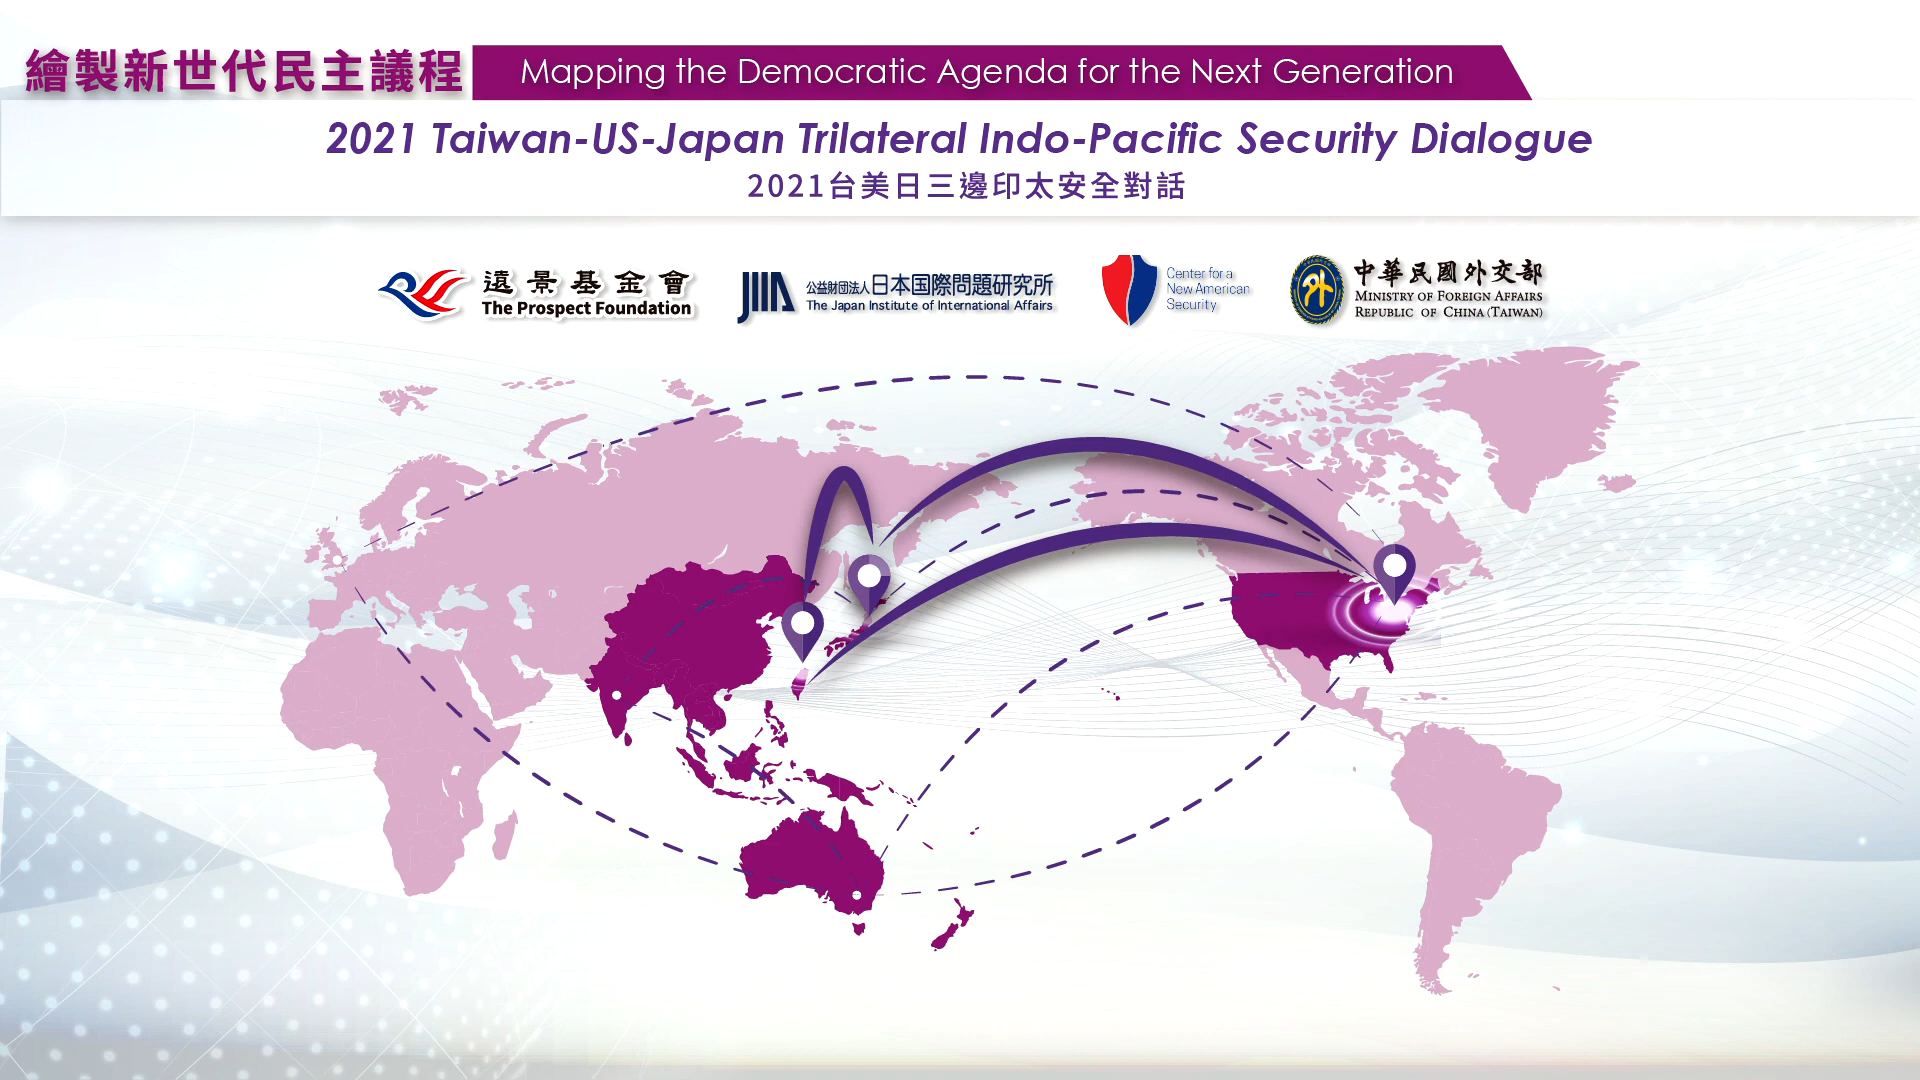 繪製新世代民主議程
Mapping the Democratic Agenda for the Next Generation
2021 Taiwan-US-Japan Trilateral Indo-Pacific Security Dialogue
2021台美日三邊印太安全對話
遠景基金會
The Prospect Foundation
JIIA
公益財団法人日本国際問題研究所
The Japan Institute of International Affairs
Center for a
New American
Security
外
中華民國外交部
MINISTRY OF FOREIGN AFFAIRS
REPUBLIC OF CHINA (TAIWAN)